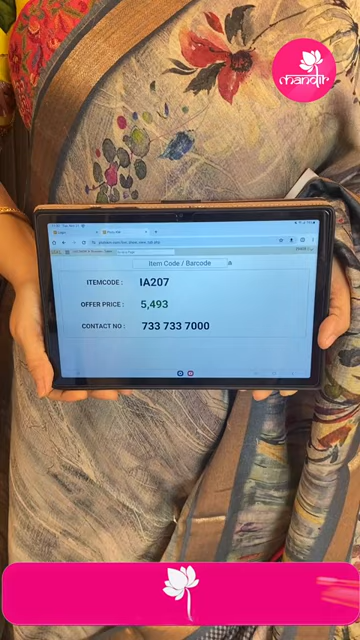 mandir
Item Code / Barcode
ITEMCODE : IA207
OFFER PRICE : 5,493
CONTACT NO : 733 733 7000